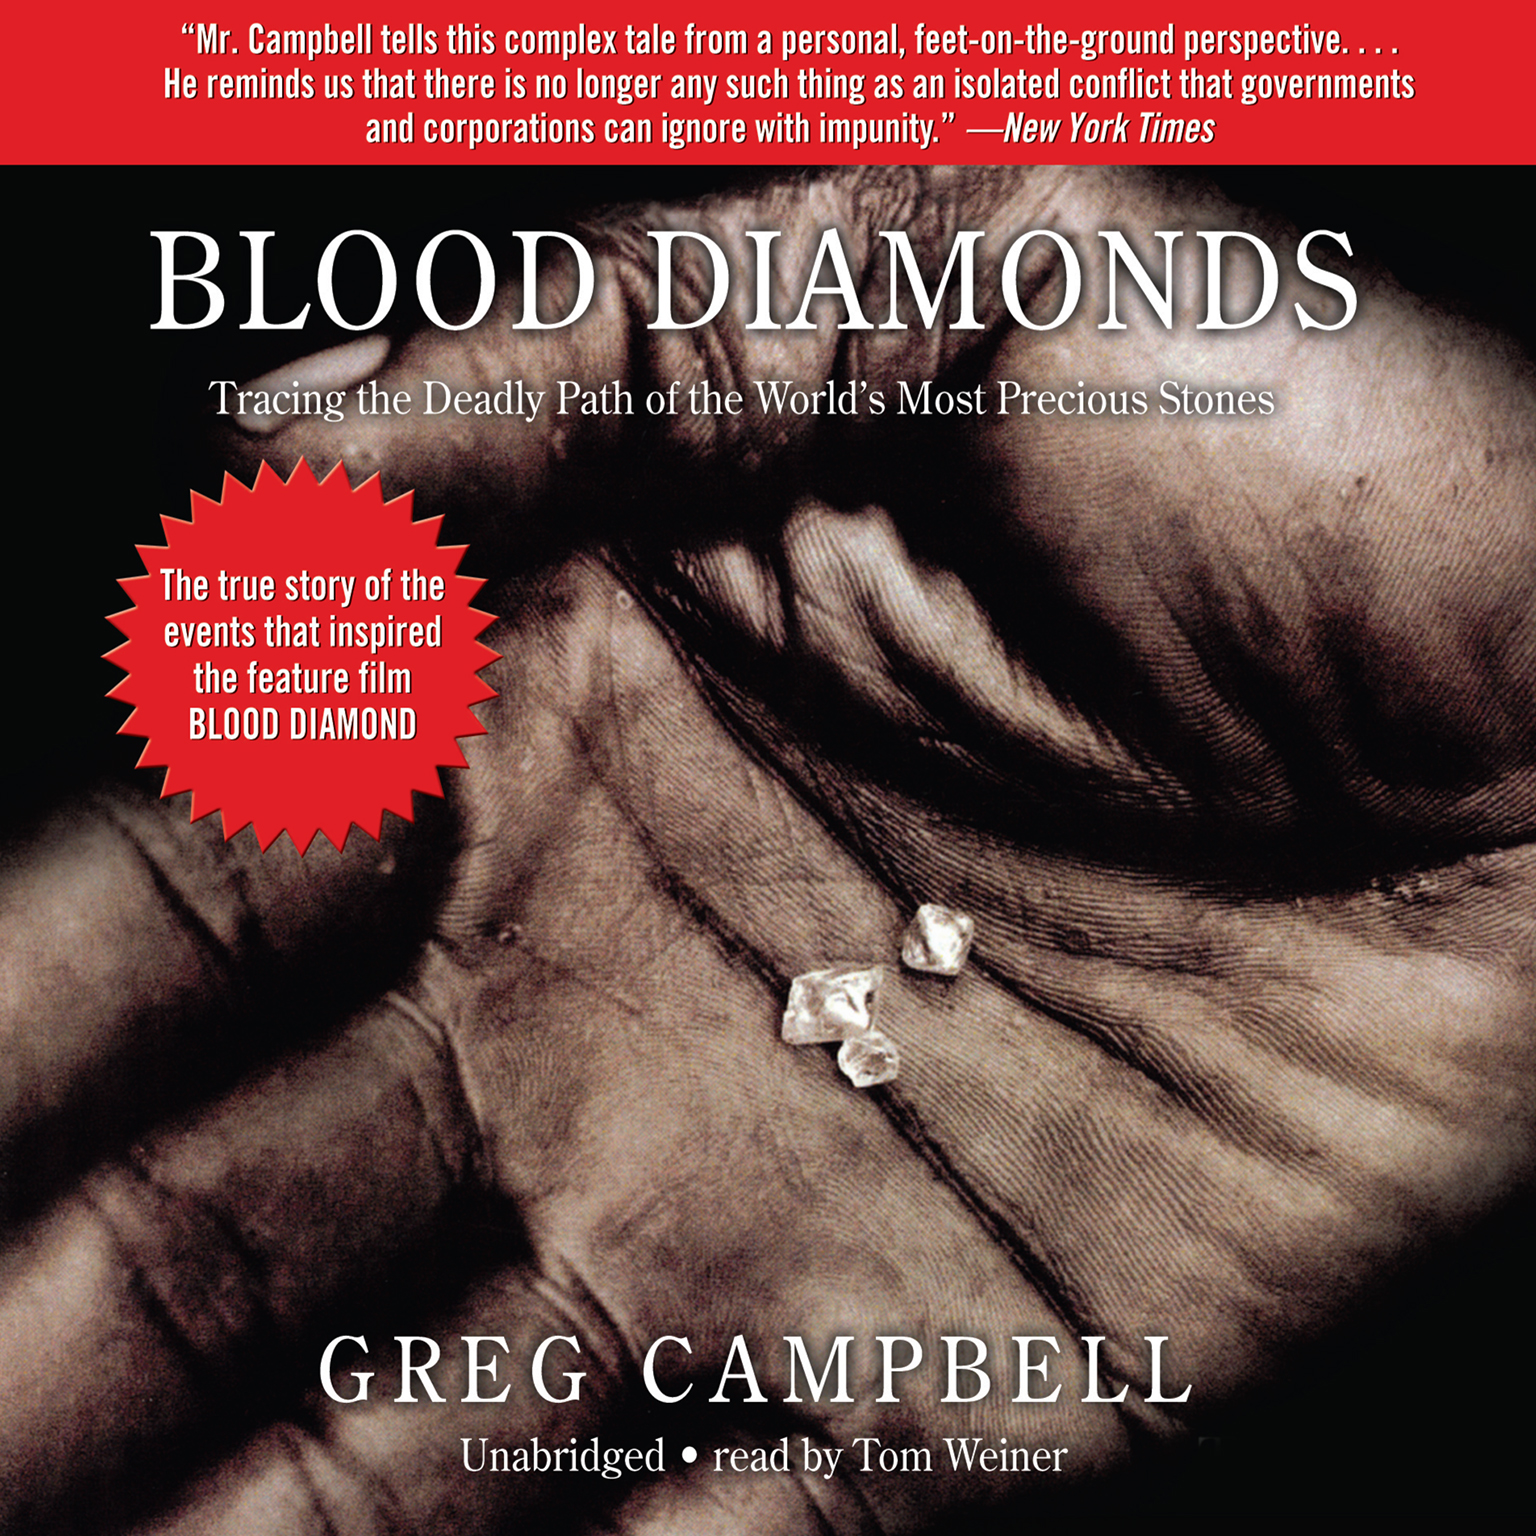 “Mr. Campbell tells this complex tale from a personal, feet-on-the-ground perspective. . . .
He reminds us that there is no longer any such thing as an isolated conflict that governments
and corporations can ignore with impunity.” —New York Times
BLOOD DIAMONDS
Tracing the Deadly Path of the World’s Most Precious Stones
The true story of the
events that inspired
the feature film
BLOOD DIAMOND
GREG CAMPBELL
Unabridged • read by Tom Weiner